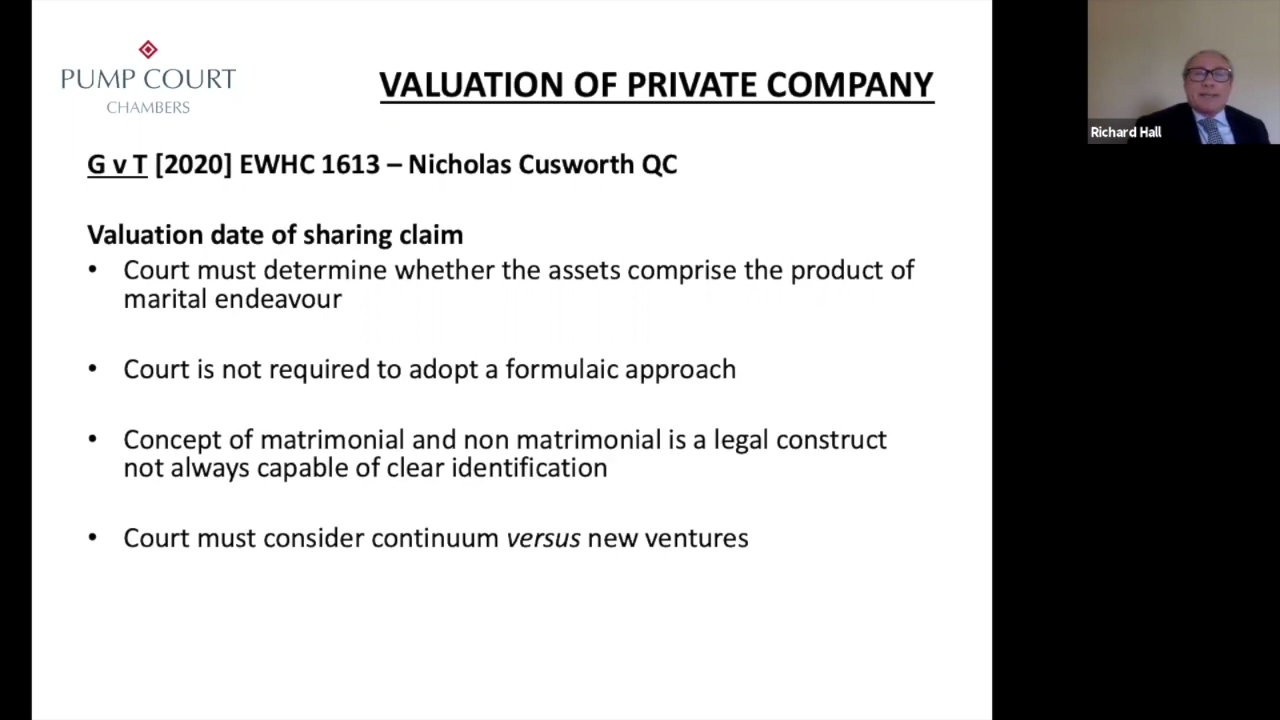 PUMP COURT
CHAMBERS
VALUATION OF PRIVATE COMPANY
Richard Hall
G v T [2020] EWHC 1613 – Nicholas Cusworth QC
Valuation date of sharing claim
• Court must determine whether the assets comprise the product of
marital endeavour
• Court is not required to adopt a formulaic approach
• Concept of matrimonial and non matrimonial is a legal construct
not always capable of clear identification
• Court must consider continuum versus new ventures